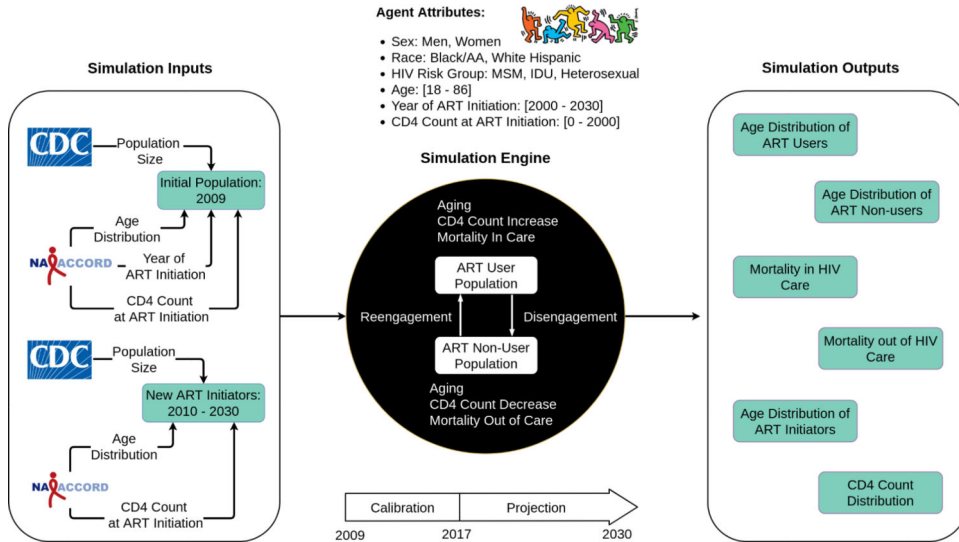 Agent Attributes:
• Sex: Men, Women
• Race: Black/AA, White Hispanic
• HIV Risk Group: MSM, IDU, Heterosexual
• Age: [18 - 86]
• Year of ART Initiation: [2000 - 2030]
• CD4 Count at ART Initiation: [0 - 2000]
Simulation Inputs
CDC
Population
Size
Initial Population:
2009
Age
Distribution
NA ACCORD
Year of
ART Initiation
CD4 Count
at ART Initiation
CDC
Population
Size
New ART Initiators:
2010 - 2030
Age
Distribution
NA ACCORD
CD4 Count
at ART Initiation
Simulation Engine
Aging
CD4 Count Increase
Mortality In Care
ART User
Population
Reengagement
Disengagement
ART Non-User
Population
Aging
CD4 Count Decrease
Mortality Out of Care
Calibration
Projection
2009
2017
2030
Simulation Outputs
Age Distribution of
ART Users
Age Distribution of
ART Non-users
Mortality in HIV
Care
Mortality out of HIV
Care
Age Distribution of
ART Initiators
CD4 Count
Distribution